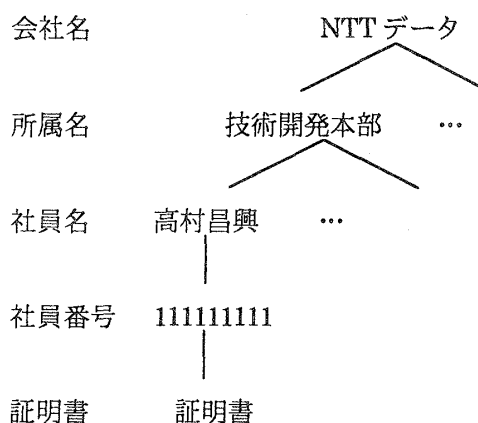 会社名 NTTデータ
所属名 技術開発本部 …
社員名 高村昌興 …
社員番号 111111111
証明書 証明書